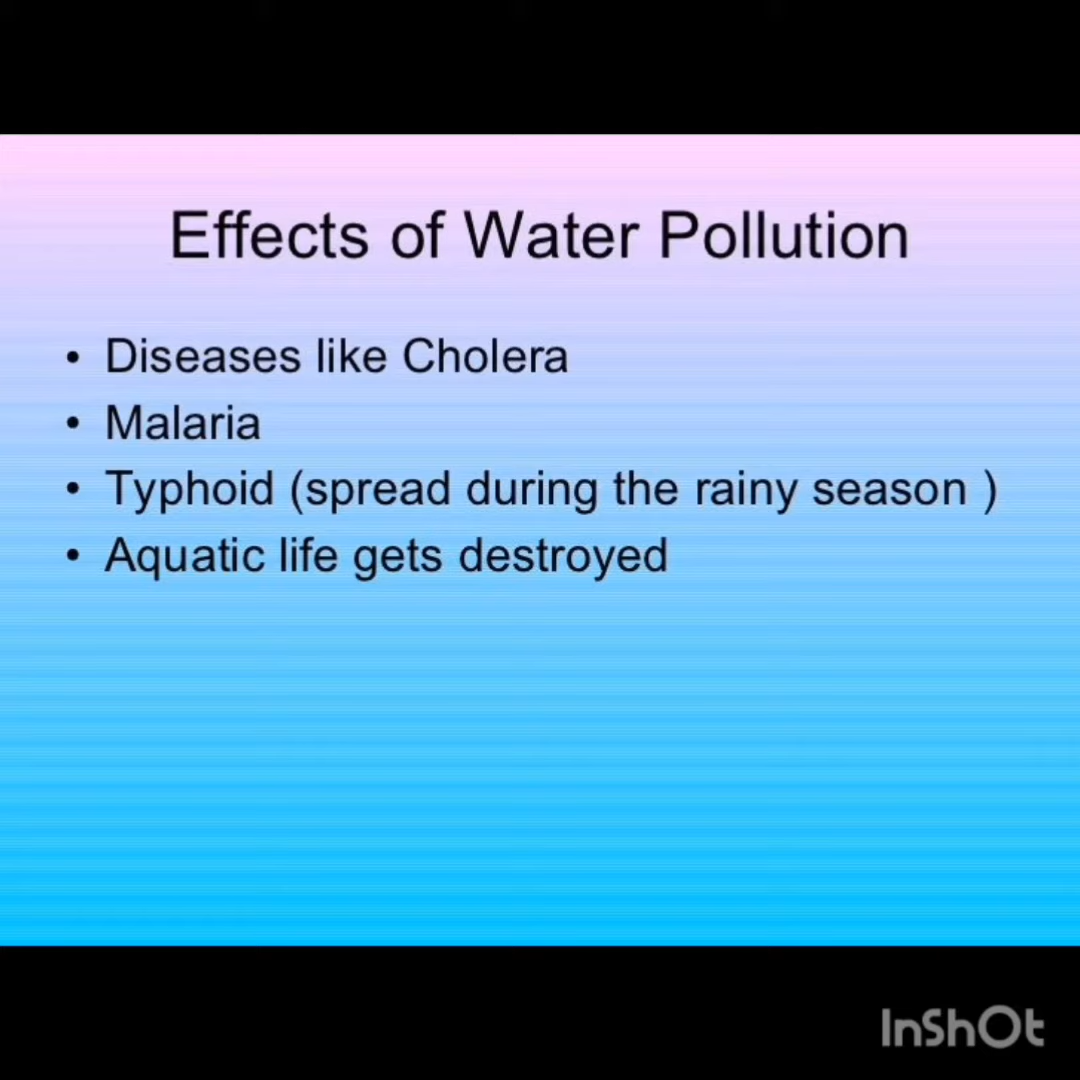 Effects of Water Pollution
• Diseases like Cholera
• Malaria
• Typhoid (spread during the rainy season )
• Aquatic life gets destroyed
InShOt